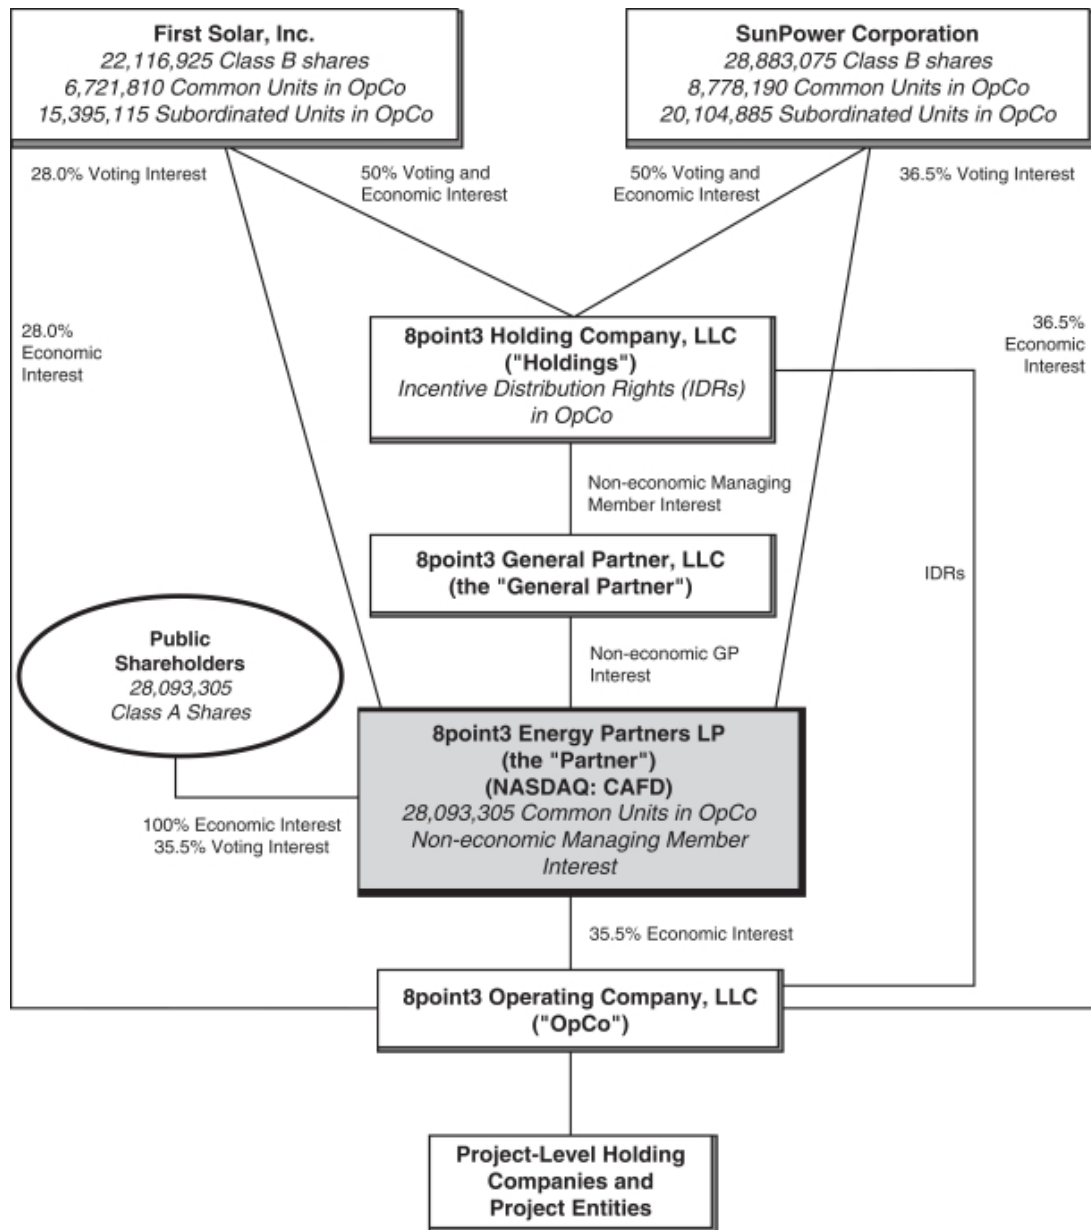 First Solar, Inc.
22,116,925 Class B shares
6,721,810 Common Units in OpCo
15,395,115 Subordinated Units in OpCo
SunPower Corporation
28,883,075 Class B shares
8,778,190 Common Units in OpCo
20,104,885 Subordinated Units in OpCo
28.0% Voting Interest
50% Voting and
Economic Interest
50% Voting and
Economic Interest
36.5% Voting Interest
28.0%
Economic
Interest
8point3 Holding Company, LLC
("Holdings")
Incentive Distribution Rights (IDRs)
in OpCo
36.5%
Economic
Interest
Non-economic Managing
Member Interest
8point3 General Partner, LLC
(the "General Partner")
IDRs
Non-economic GP
Interest
Public
Shareholders
28,093,305
Class A Shares
8point3 Energy Partners LP
(the "Partner")
(NASDAQ: CAFD)
28,093,305 Common Units in OpCo
Non-economic Managing Member
Interest
100% Economic Interest
35.5% Voting Interest
35.5% Economic Interest
8point3 Operating Company, LLC
("OpCo")
Project-Level Holding
Companies and
Project Entities